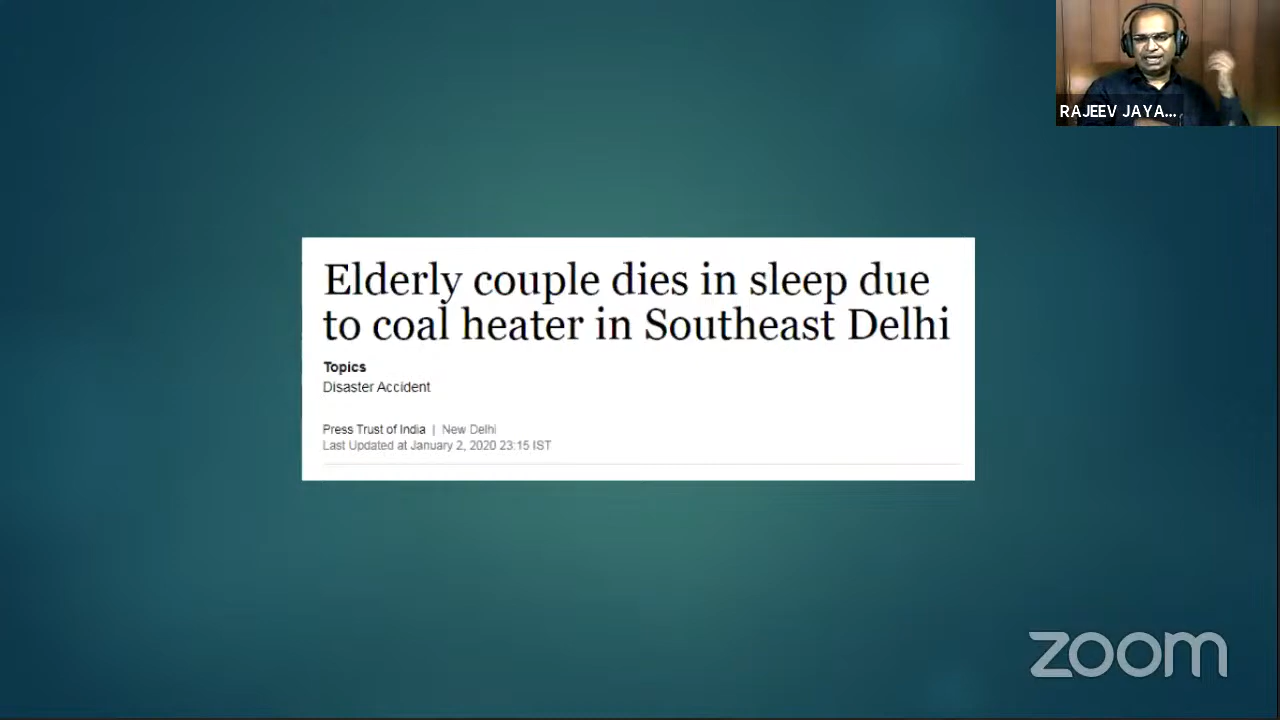 RAJEEV JAYA...
Elderly couple dies in sleep due
to coal heater in Southeast Delhi
Topics
Disaster Accident
Press Trust of India | New Delhi
Last Updated at January 2, 2020 23:15 IST
zoom